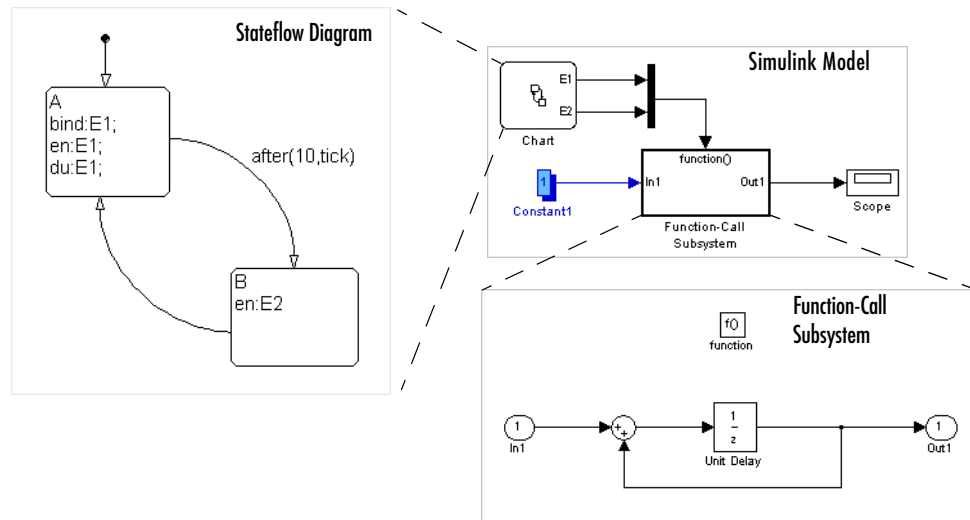 Stateflow Diagram
A
bind:E1;
en:E1;
du:E1;
after(10,tick)
B
en:E2
Simulink Model
E1
E2
Chart
function()
1
In1
Out1
Constant1
Scope
Function-Call
Subsystem
Function-Call
Subsystem
f()
function
1
In1
+
+
1
z
Unit Delay
1
Out1